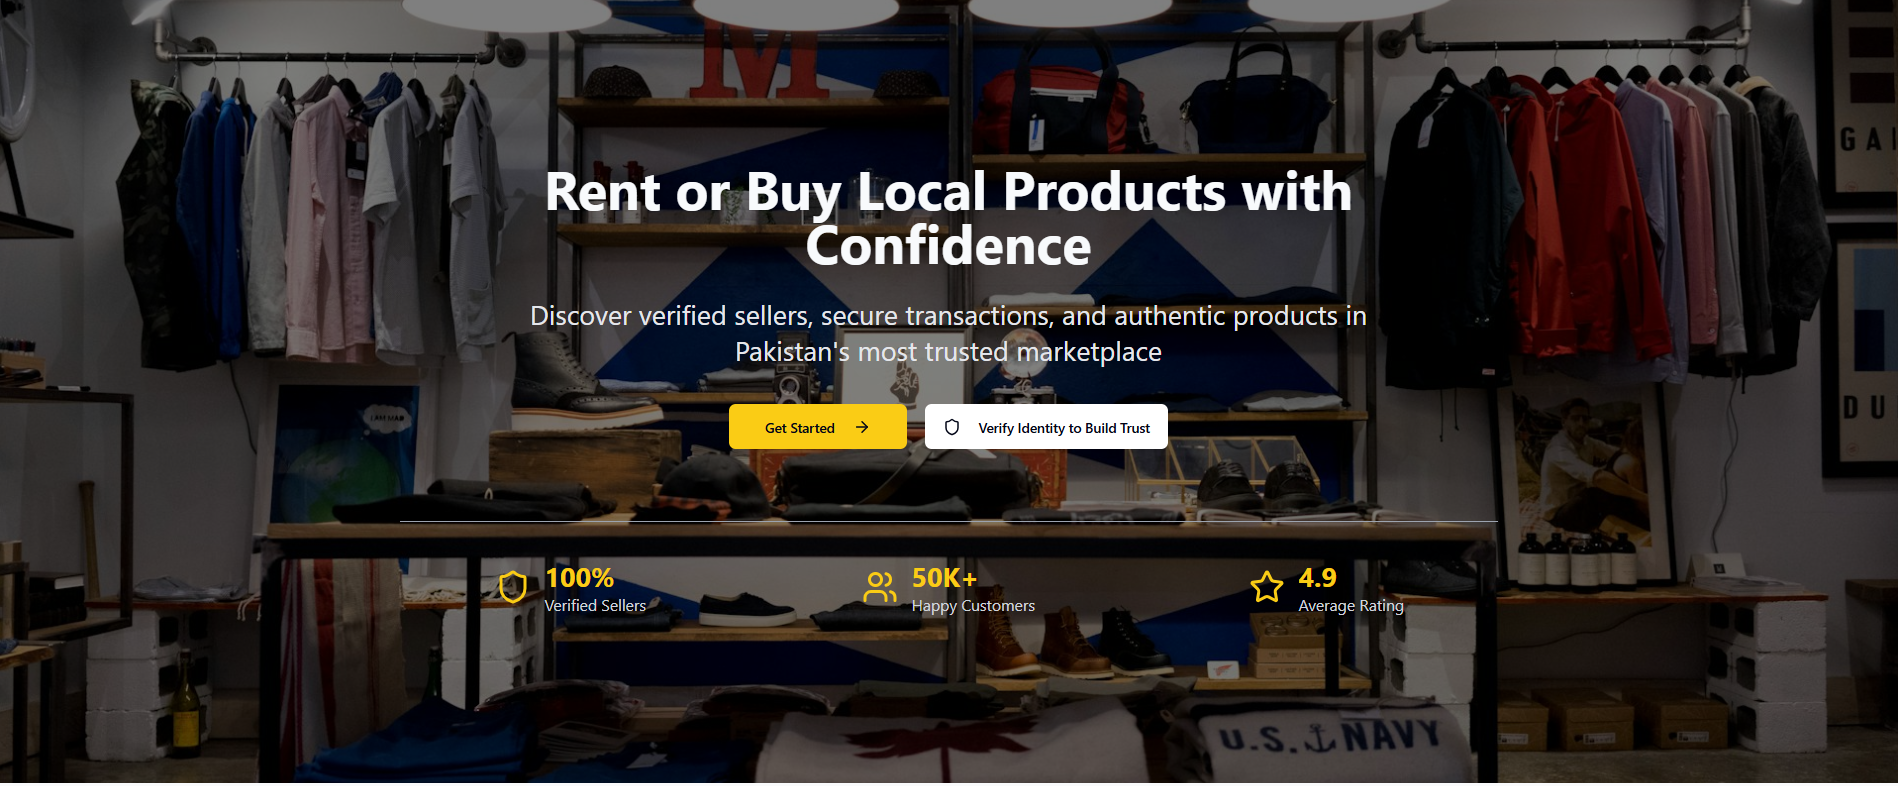 M
GA
Rent or Buy Local Products with
Confidence
Discover verified sellers, secure transactions, and authentic products in
Pakistan's most trusted marketplace
I AM MAN
DU
Get Started
Verify Identity to Build Trust
100%
Verified Sellers
50K+
Happy Customers
4.9
Average Rating
U.S. NAVY